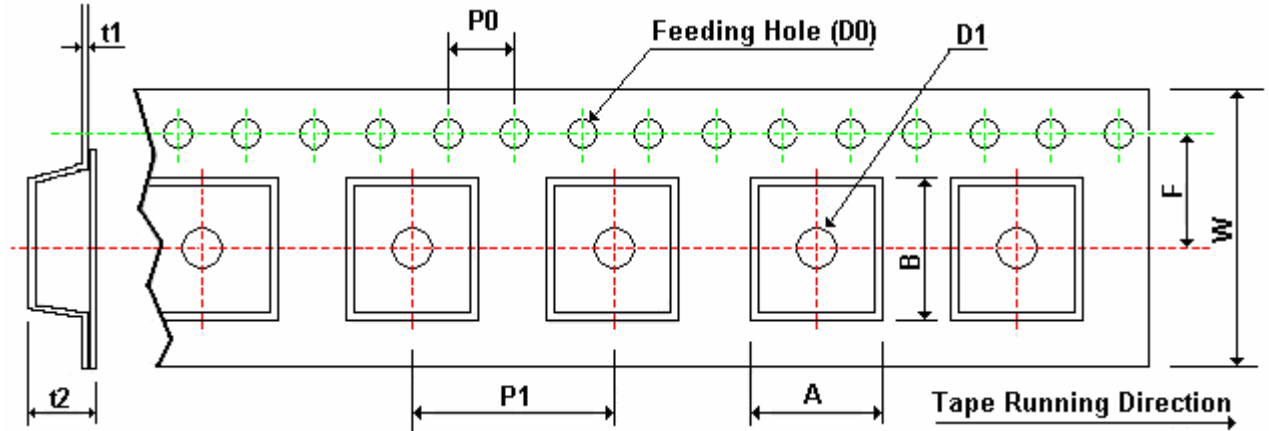 P0
Feeding Hole (D0)
D1
t1
F
W
B
t2
P1
A
Tape Running Direction